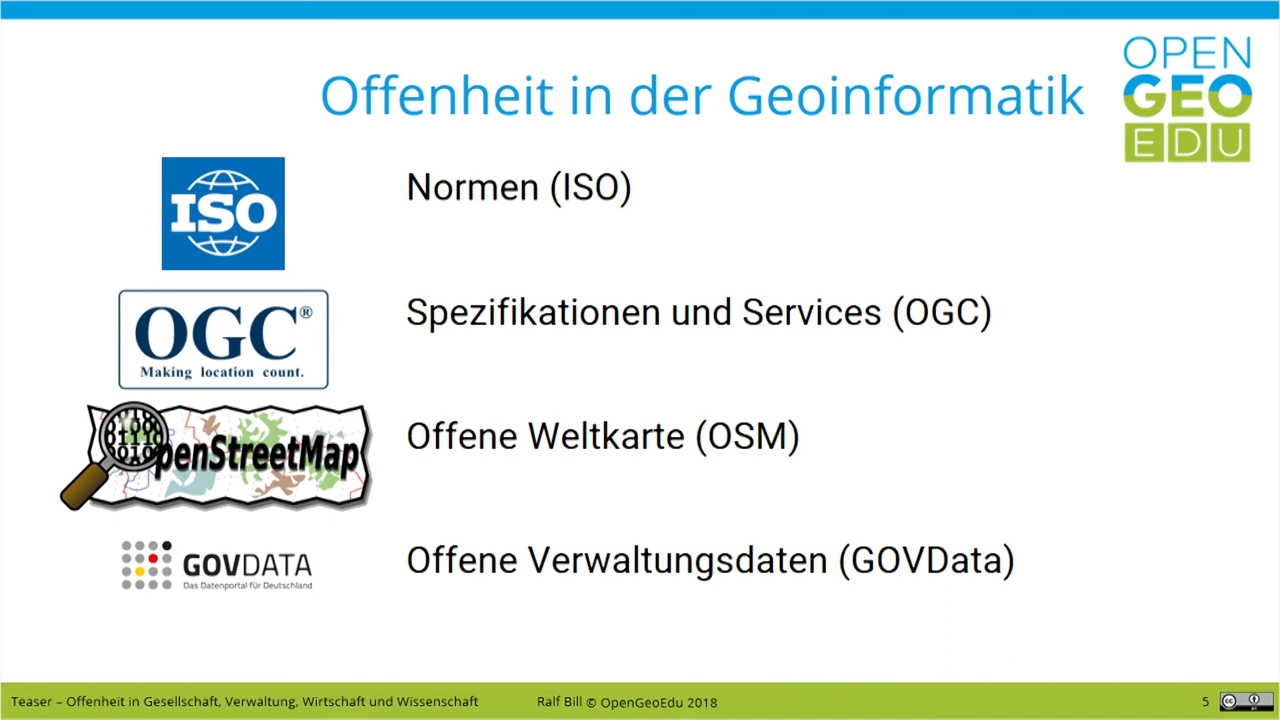 OPEN
GEO
EDU
Offenheit in der Geoinformatik
ISO
Normen (ISO)
OGC®
Making location count.
Spezifikationen und Services (OGC)
OpenStreetMap
Offene Weltkarte (OSM)
GOVDATA
Das Datenportal für Deutschland
Offene Verwaltungsdaten (GOVData)
Teaser – Offenheit in Gesellschaft, Verwaltung, Wirtschaft und Wissenschaft
Ralf Bill © OpenGeoEdu 2018
5
cc
BY